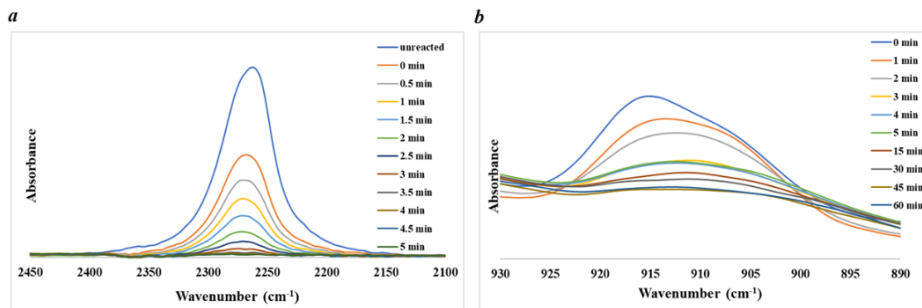 a
Absorbance
unreacted
0 min
0.5 min
1 min
1.5 min
2 min
2.5 min
3 min
3.5 min
4 min
4.5 min
5 min
2450 2400 2350 2300 2250 2200 2150 2100
Wavenumber (cm-1)
b
Absorbance
0 min
1 min
2 min
3 min
4 min
5 min
15 min
30 min
45 min
60 min
930 925 920 915 910 905 900 895 890
Wavenumber (cm-1)